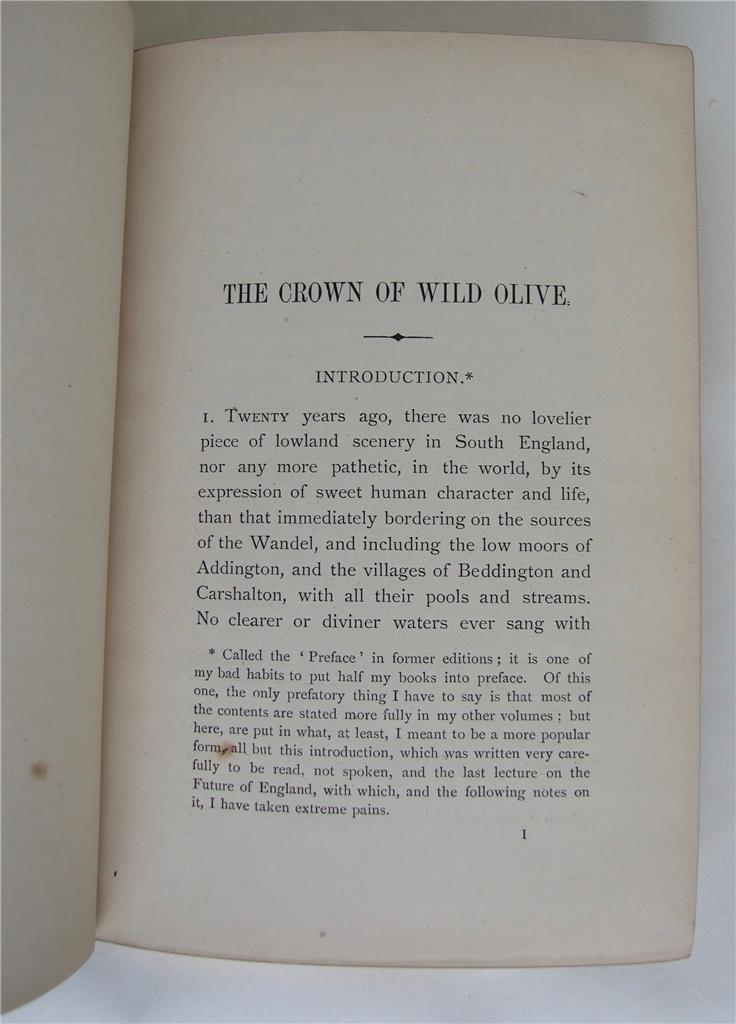 THE CROWN OF WILD OLIVE.
INTRODUCTION.*
1. TWENTY years ago, there was no lovelier
piece of lowland scenery in South England,
nor any more pathetic, in the world, by its
expression of sweet human character and life,
than that immediately bordering on the sources
of the Wandel, and including the low moors of
Addington, and the villages of Beddington and
Carshalton, with all their pools and streams.
No clearer or diviner waters ever sang with
* Called the ‘Preface’ in former editions; it is one of
my bad habits to put half my books into preface. Of this
one, the only prefatory thing I have to say is that most of
the contents are stated more fully in my other volumes; but
here, are put in what, at least, I meant to be a more popular
form, all but this introduction, which was written very care-
fully to be read, not spoken, and the last lecture on the
Future of England, with which, and the following notes on
it, I have taken extreme pains.
1